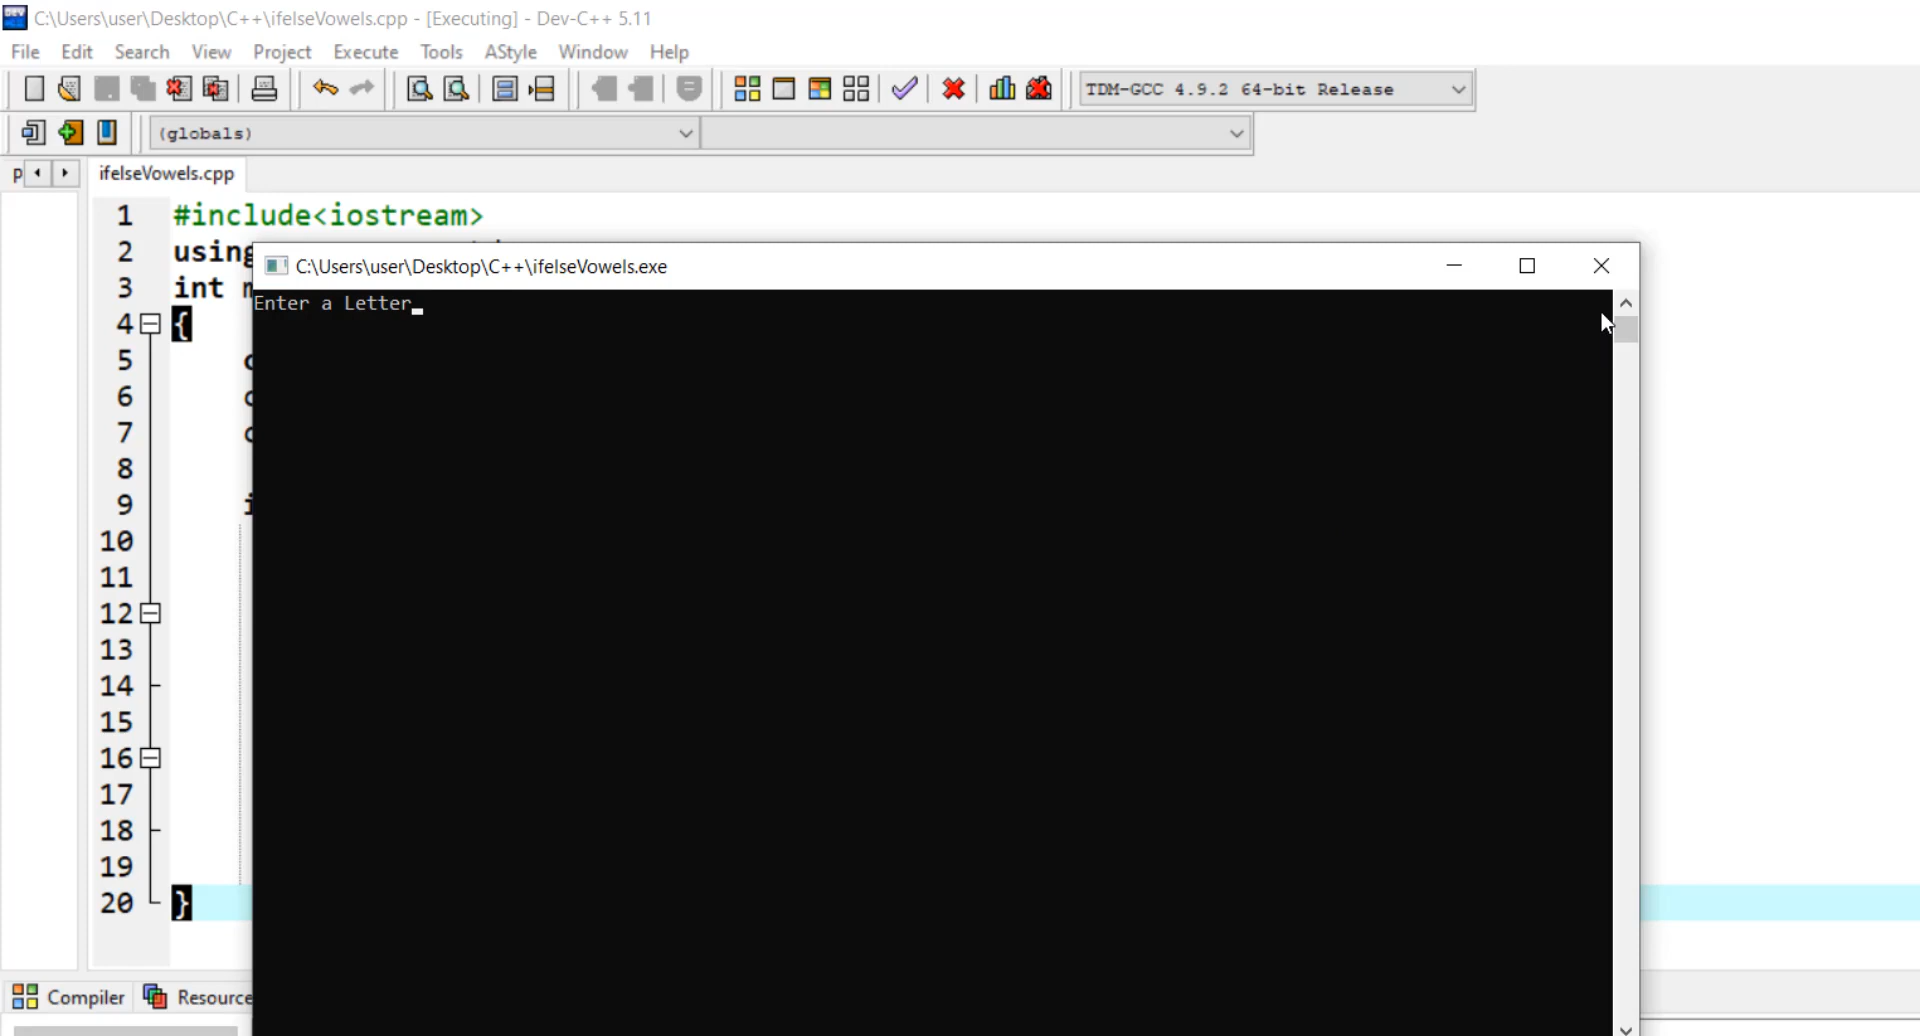 C:\Users\user\Desktop\C++\ifelseVowels.cpp - [Executing] - Dev-C++ 5.11
File Edit Search View Project Execute Tools AStyle Window Help
TDM-GCC 4.9.2 64-bit Release
(globals)
ifelseVowels.cpp
1 #include<iostream>
2 using
C:\Users\user\Desktop\C++\ifelseVowels.exe
3 int
Enter a Letter
4 {
5
6
7
8
9
10
11
12
13
14
15
16
17
18
19
20 }
Compiler Resource